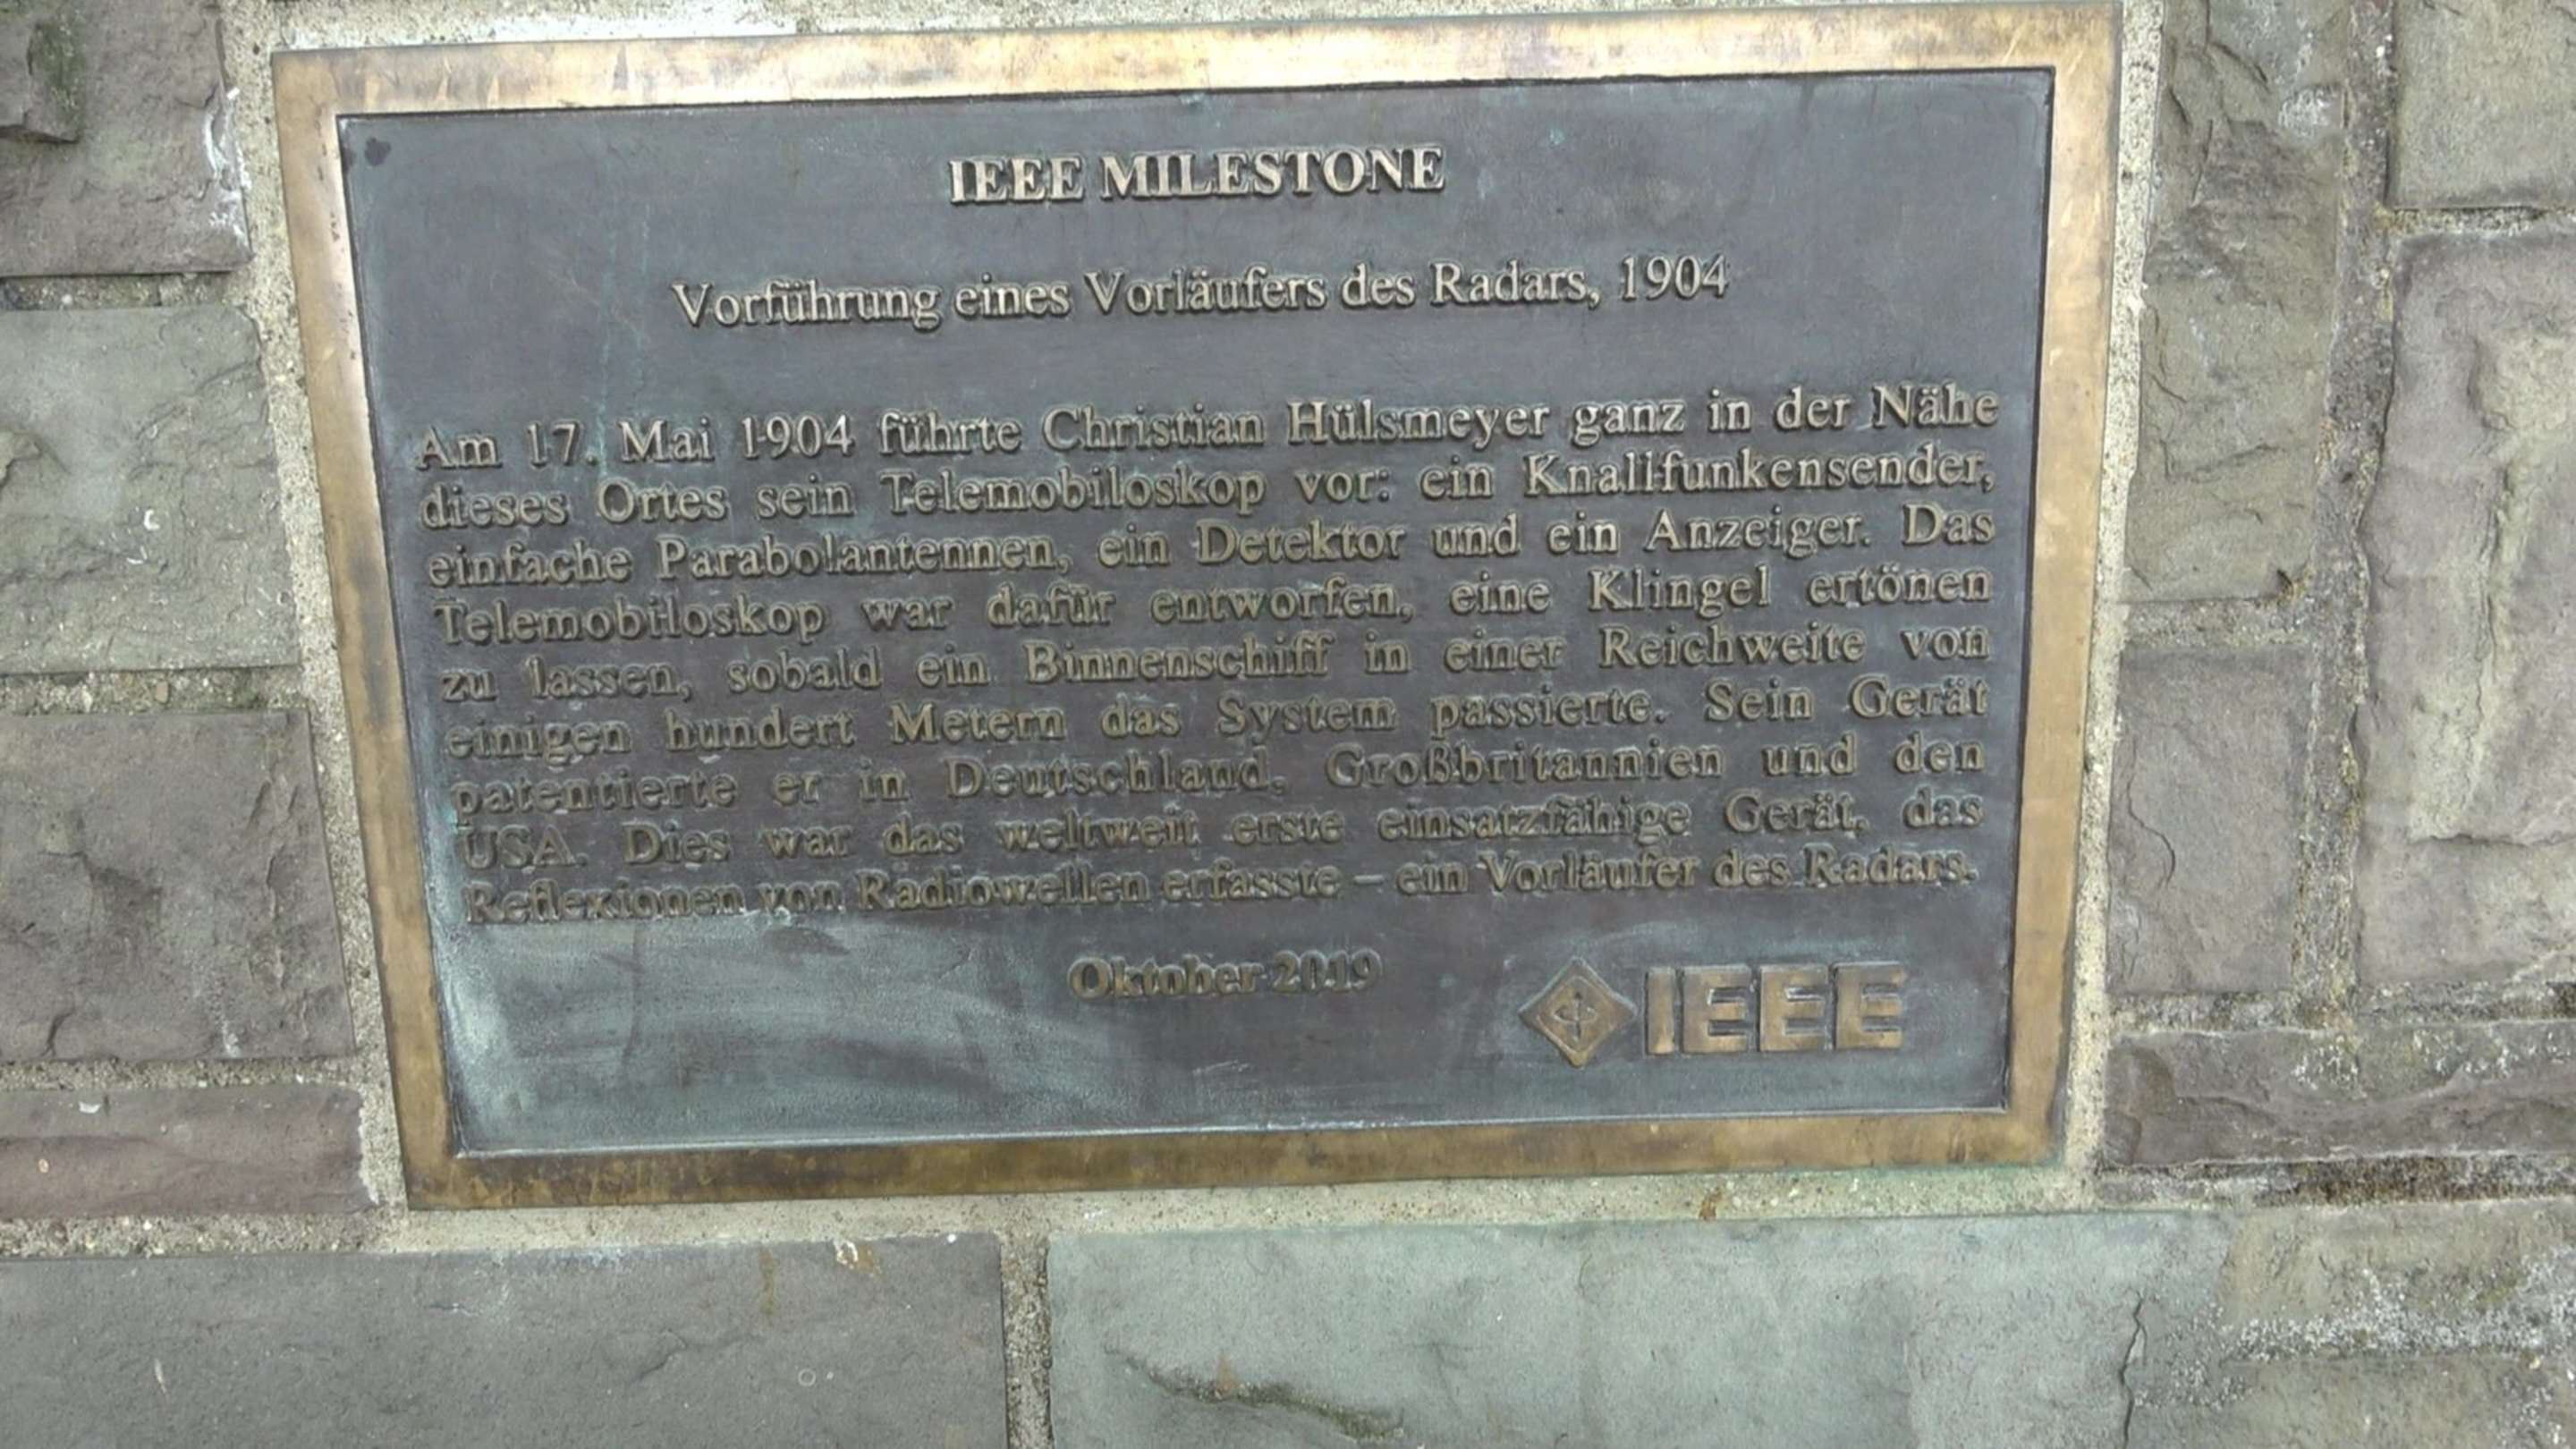 IEEE MILESTONE
Vorführung eines Vorläufers des Radars, 1904
Am 17. Mai 1904 führte Christian Hülsmeyer ganz in der Nähe
dieses Ortes sein Telemobiloskop vor: ein Knallfunkensender,
einfache Parabolantennen, ein Detektor und ein Anzeiger. Das
Telemobiloskop war dafür entworfen, eine Klingel ertönen
zu lassen, sobald ein Binnenschiff in einer Reichweite von
einigen hundert Metern das System passierte. Sein Gerät
patentierte er in Deutschland, Großbritannien und den
USA. Dies war das weltweit erste einsatzfähige Gerät, das
Reflexionen von Radiowellen erfasste – ein Vorläufer des Radars.
Oktober 2019
IEEE